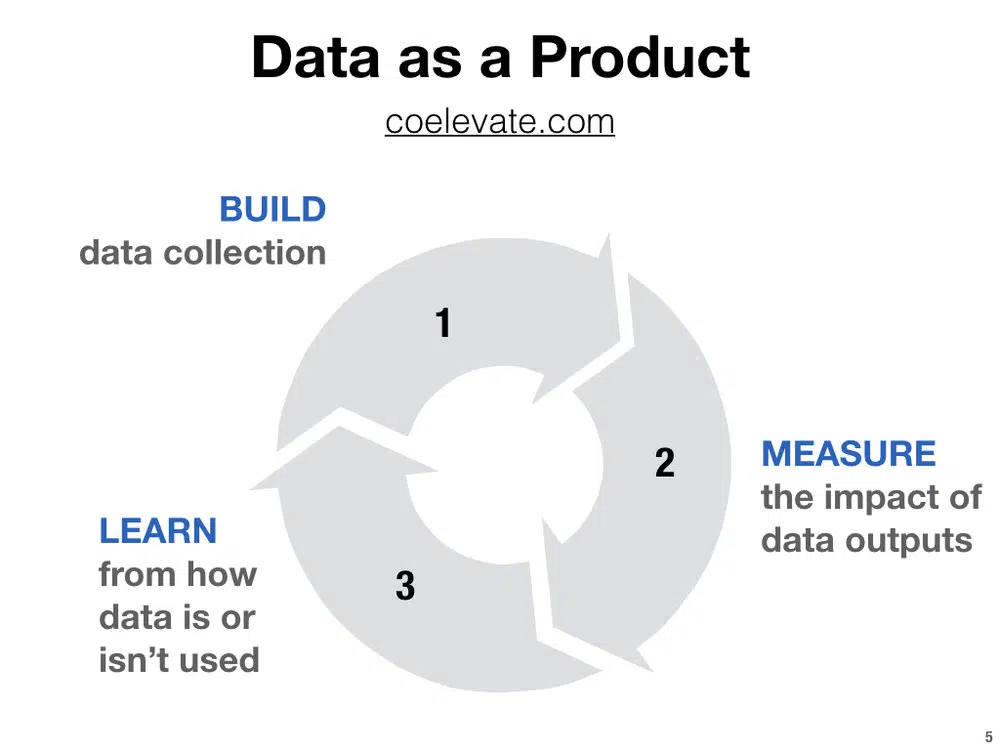 Data as a Product
coelevate.com
BUILD
data collection
1
2
MEASURE
the impact of
data outputs
LEARN
from how
data is or
isn’t used
3
5